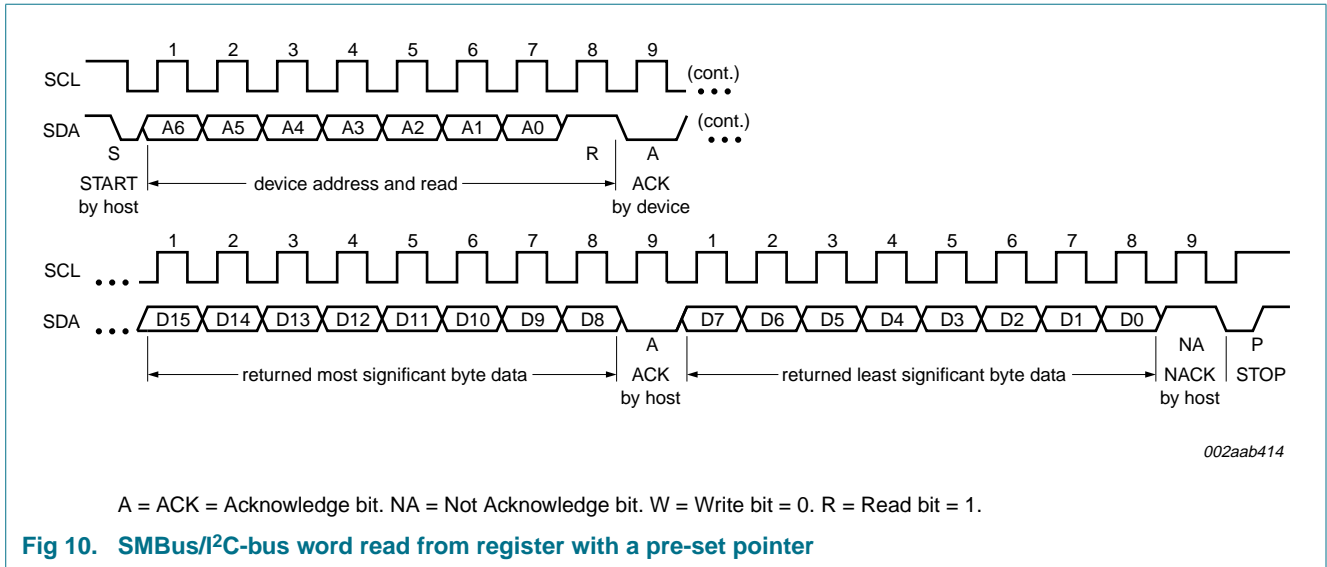 1 2 3 4 5 6 7 8 9
SCL (cont.)
SDA A6 A5 A4 A3 A2 A1 A0 (cont.)
S R A
START device address and read ACK
by host by device
1 2 3 4 5 6 7 8 9 1 2 3 4 5 6 7 8 9
SCL
SDA D15 D14 D13 D12 D11 D10 D9 D8 D7 D6 D5 D4 D3 D2 D1 D0
A NA P
returned most significant byte data ACK returned least significant byte data NACK STOP
by host by host
002aab414
A = ACK = Acknowledge bit. NA = Not Acknowledge bit. W = Write bit = 0. R = Read bit = 1.
Fig 10. SMBus/I²C-bus word read from register with a pre-set pointer